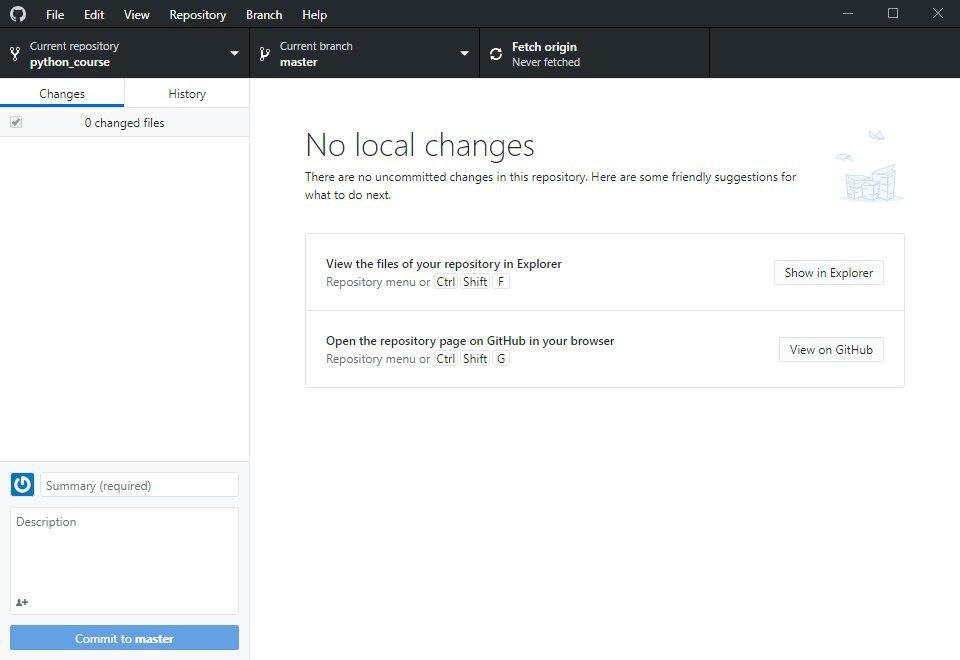 File Edit View Repository Branch Help
Current repository
python_course
Current branch
master
Fetch origin
Never fetched
Changes History
0 changed files
No local changes
There are no uncommitted changes in this repository. Here are some friendly suggestions for
what to do next.
View the files of your repository in Explorer
Repository menu or Ctrl Shift F
Show in Explorer
Open the repository page on GitHub in your browser
Repository menu or Ctrl Shift G
View on GitHub
Summary (required)
Description
Commit to master